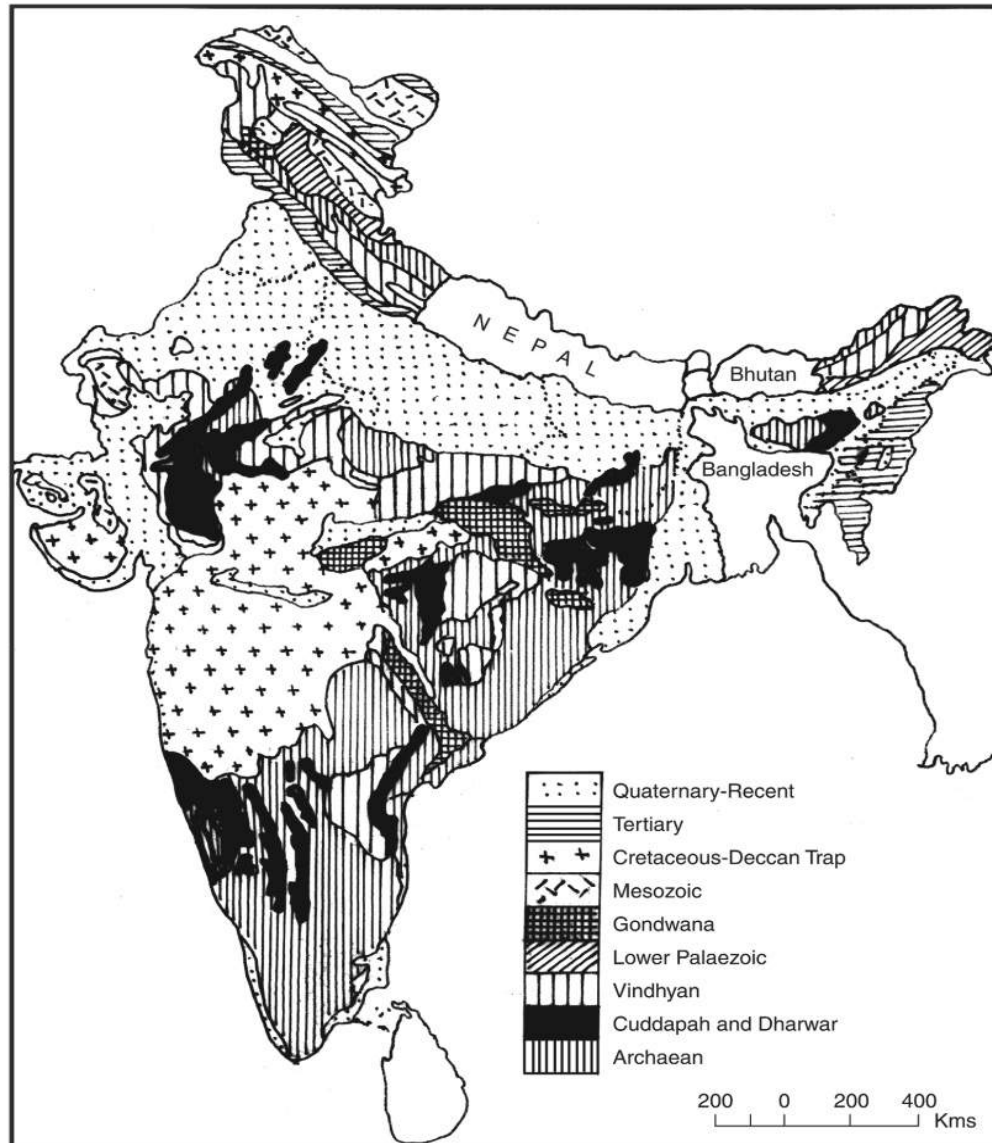 NEPAL
Bhutan
Bangladesh
Quaternary-Recent
Tertiary
Cretaceous-Deccan Trap
Mesozoic
Gondwana
Lower Palaezoic
Vindhyan
Cuddapah and Dharwar
Archaean
200 0 200 400
Kms